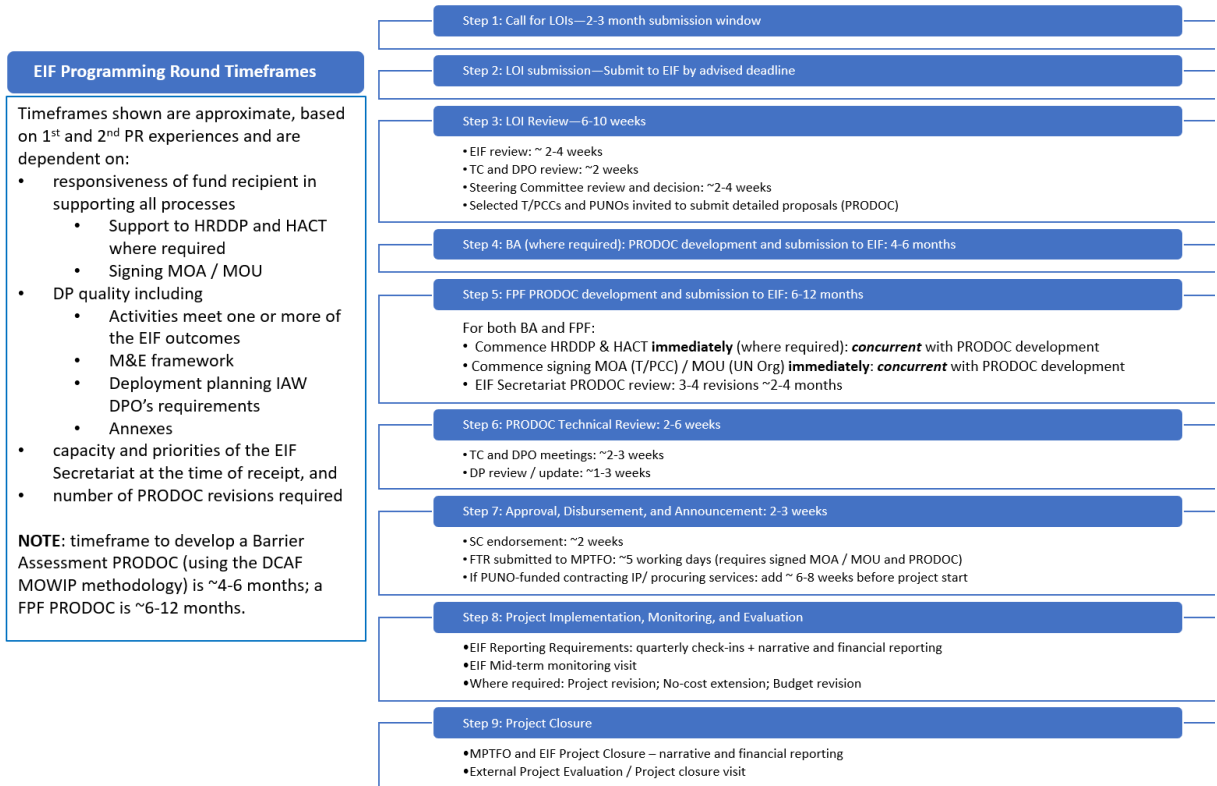 EIF Programming Round Timeframes
Timeframes shown are approximate, based
on 1st and 2nd PR experiences and are
dependent on:
• responsiveness of fund recipient in
supporting all processes
• Support to HRDDP and HACT
where required
• Signing MOA / MOU
• DP quality including
• Activities meet one or more of
the EIF outcomes
• M&E framework
• Deployment planning IAW
DPO's requirements
• Annexes
• capacity and priorities of the EIF
Secretariat at the time of receipt, and
• number of PRODOC revisions required
NOTE: timeframe to develop a Barrier
Assessment PRODOC (using the DCAF
MOWIP methodology) is ~4-6 months; a
FPF PRODOC is ~6-12 months.
Step 1: Call for LOIs—2-3 month submission window
Step 2: LOI submission—Submit to EIF by advised deadline
Step 3: LOI Review—6-10 weeks
• EIF review: ~ 2-4 weeks
• TC and DPO review: ~2 weeks
• Steering Committee review and decision: ~2-4 weeks
• Selected T/PCCs and PUNOs invited to submit detailed proposals (PRODOC)
Step 4: BA (where required): PRODOC development and submission to EIF: 4-6 months
Step 5: FPF PRODOC development and submission to EIF: 6-12 months
For both BA and FPF:
• Commence HRDDP & HACT immediately (where required): concurrent with PRODOC development
• Commence signing MOA (T/PCC) / MOU (UN Org) immediately: concurrent with PRODOC development
• EIF Secretariat PRODOC review: 3-4 revisions ~2-4 months
Step 6: PRODOC Technical Review: 2-6 weeks
• TC and DPO meetings: ~2-3 weeks
• DP review / update: ~1-3 weeks
Step 7: Approval, Disbursement, and Announcement: 2-3 weeks
• SC endorsement: ~2 weeks
• FTR submitted to MPTFO: ~5 working days (requires signed MOA / MOU and PRODOC)
• If PUNO-funded contracting IP/ procuring services: add ~ 6-8 weeks before project start
Step 8: Project Implementation, Monitoring, and Evaluation
•EIF Reporting Requirements: quarterly check-ins + narrative and financial reporting
•EIF Mid-term monitoring visit
•Where required: Project revision; No-cost extension; Budget revision
Step 9: Project Closure
•MPTFO and EIF Project Closure – narrative and financial reporting
•External Project Evaluation / Project closure visit